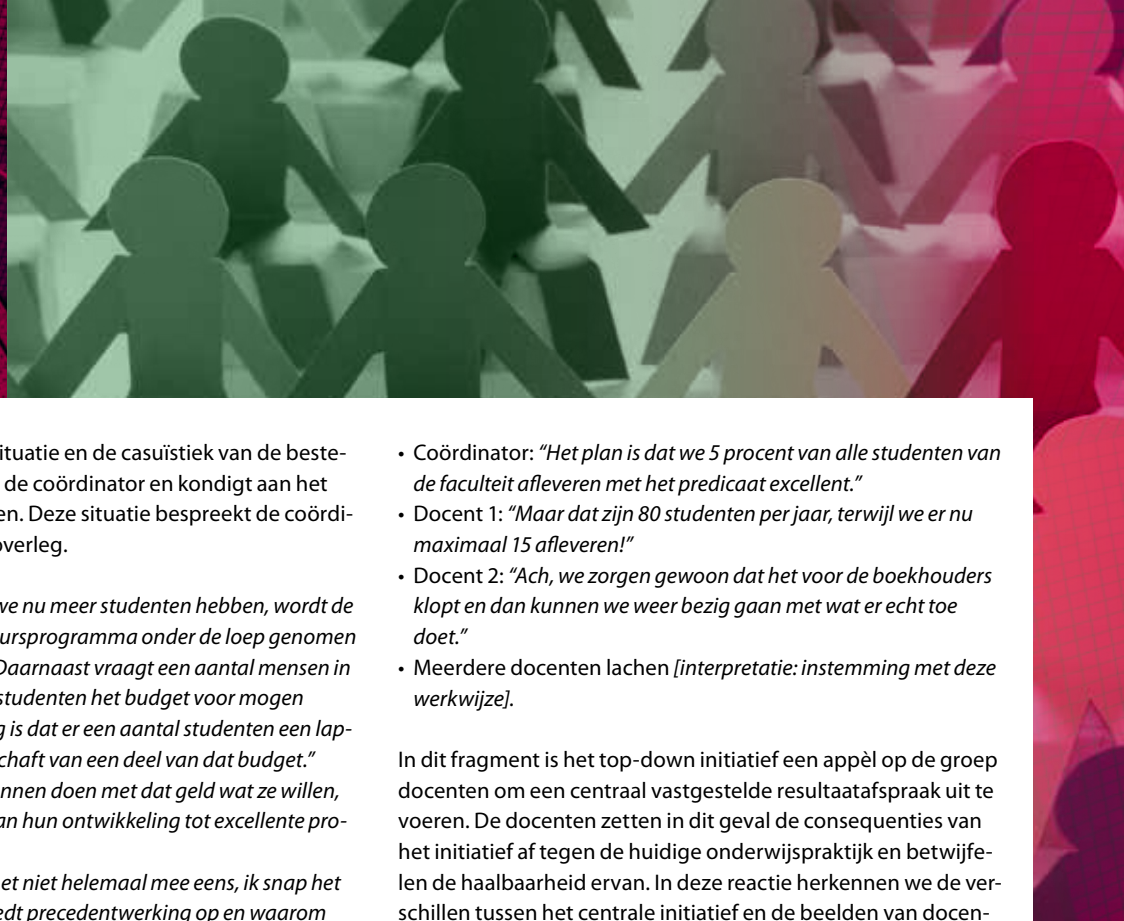 ituatie en de casuïstiek van de beste-
de coördinator en kondigt aan het
en. Deze situatie bespreekt de coördi-
overleg.
we nu meer studenten hebben, wordt de
ursprogramma onder de loep genomen
Daarnaast vraagt een aantal mensen in
studenten het budget voor mogen
g is dat er een aantal studenten een lap-
chaft van een deel van dat budget.”
nnen doen met dat geld wat ze willen,
an hun ontwikkeling tot excellente pro-
et niet helemaal mee eens, ik snap het
edt precedentwerking op en waarom
• Coördinator: “Het plan is dat we 5 procent van alle studenten van
de faculteit afleveren met het predicaat excellent.”
• Docent 1: “Maar dat zijn 80 studenten per jaar, terwijl we er nu
maximaal 15 afleveren!”
• Docent 2: “Ach, we zorgen gewoon dat het voor de boekhouders
klopt en dan kunnen we weer bezig gaan met wat er echt toe
doet.”
• Meerdere docenten lachen [interpretatie: instemming met deze
werkwijze].
In dit fragment is het top-down initiatief een appèl op de groep
docenten om een centraal vastgestelde resultaatafspraak uit te
voeren. De docenten zetten in dit geval de consequenties van
het initiatief af tegen de huidige onderwijspraktijk en betwijfe-
len de haalbaarheid ervan. In deze reactie herkennen we de ver-
schillen tussen het centrale initiatief en de beelden van docen-